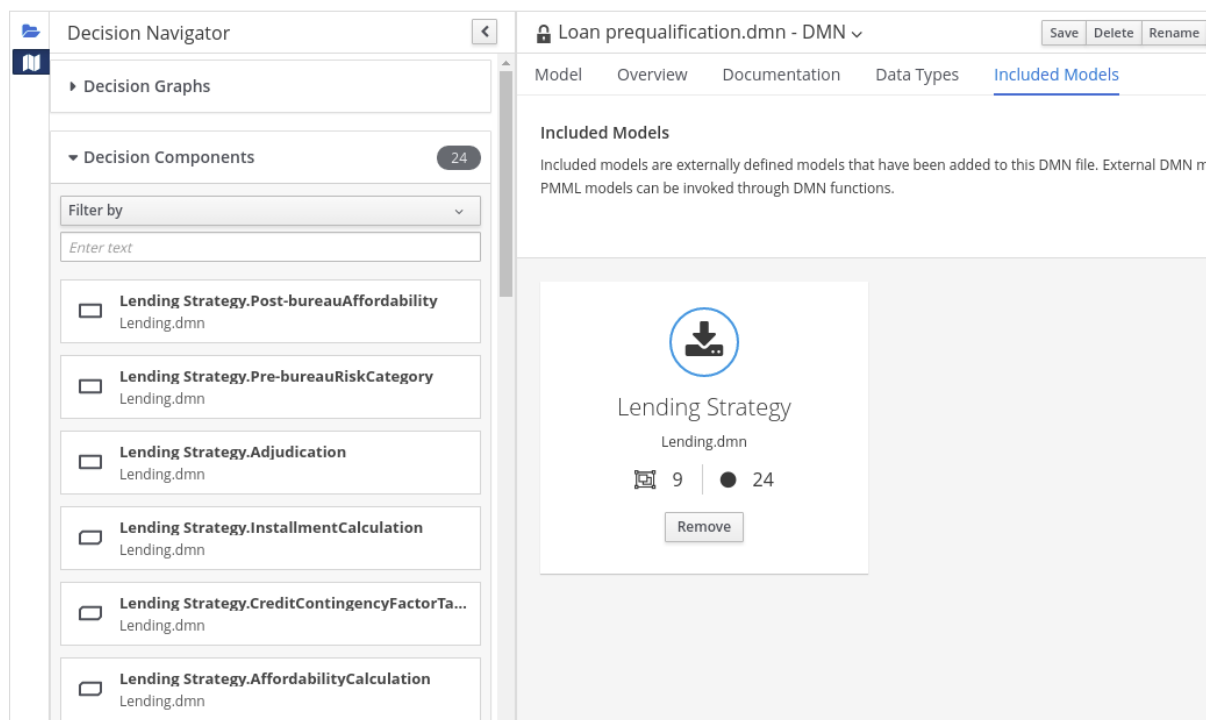 Decision Navigator
Decision Graphs
Decision Components
24
Filter by
Enter text
Lending Strategy.Post-bureauAffordability
Lending.dmn
Lending Strategy.Pre-bureauRiskCategory
Lending.dmn
Lending Strategy.Adjudication
Lending.dmn
Lending Strategy.InstallmentCalculation
Lending.dmn
Lending Strategy.CreditContingencyFactorTa...
Lending.dmn
Lending Strategy.AffordabilityCalculation
Lending.dmn
Loan prequalification.dmn - DMN
Save Delete Rename
Model Overview Documentation Data Types Included Models
Included Models
Included models are externally defined models that have been added to this DMN file. External DMN
PMML models can be invoked through DMN functions.
Lending Strategy
Lending.dmn
9 24
Remove